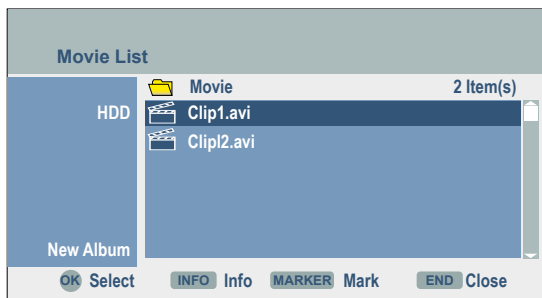 Movie List
Movie 2 Item(s)
HDD Clip1.avi
Clipl2.avi
New Album
OK Select INFO Info MARKER Mark END Close